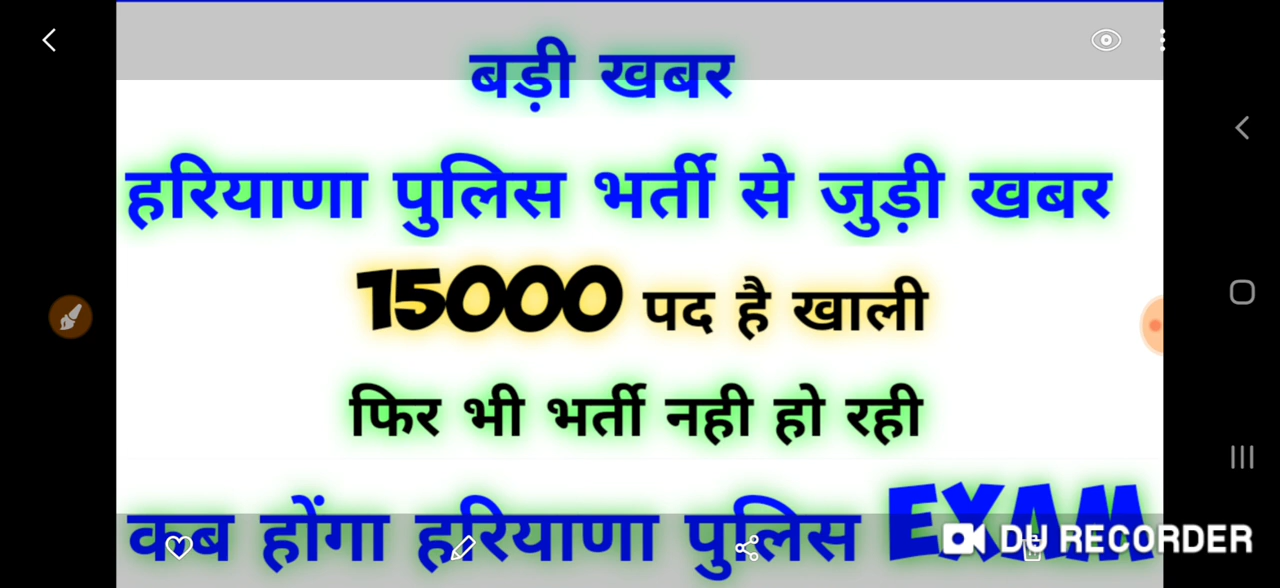 बड़ी खबर
हरियाणा पुलिस भर्ती से जुड़ी खबर
15000 पद है खाली
फिर भी भर्ती नही हो रही
कब होंगा हरियाणा पुलिस EXAM
DU RECORDER